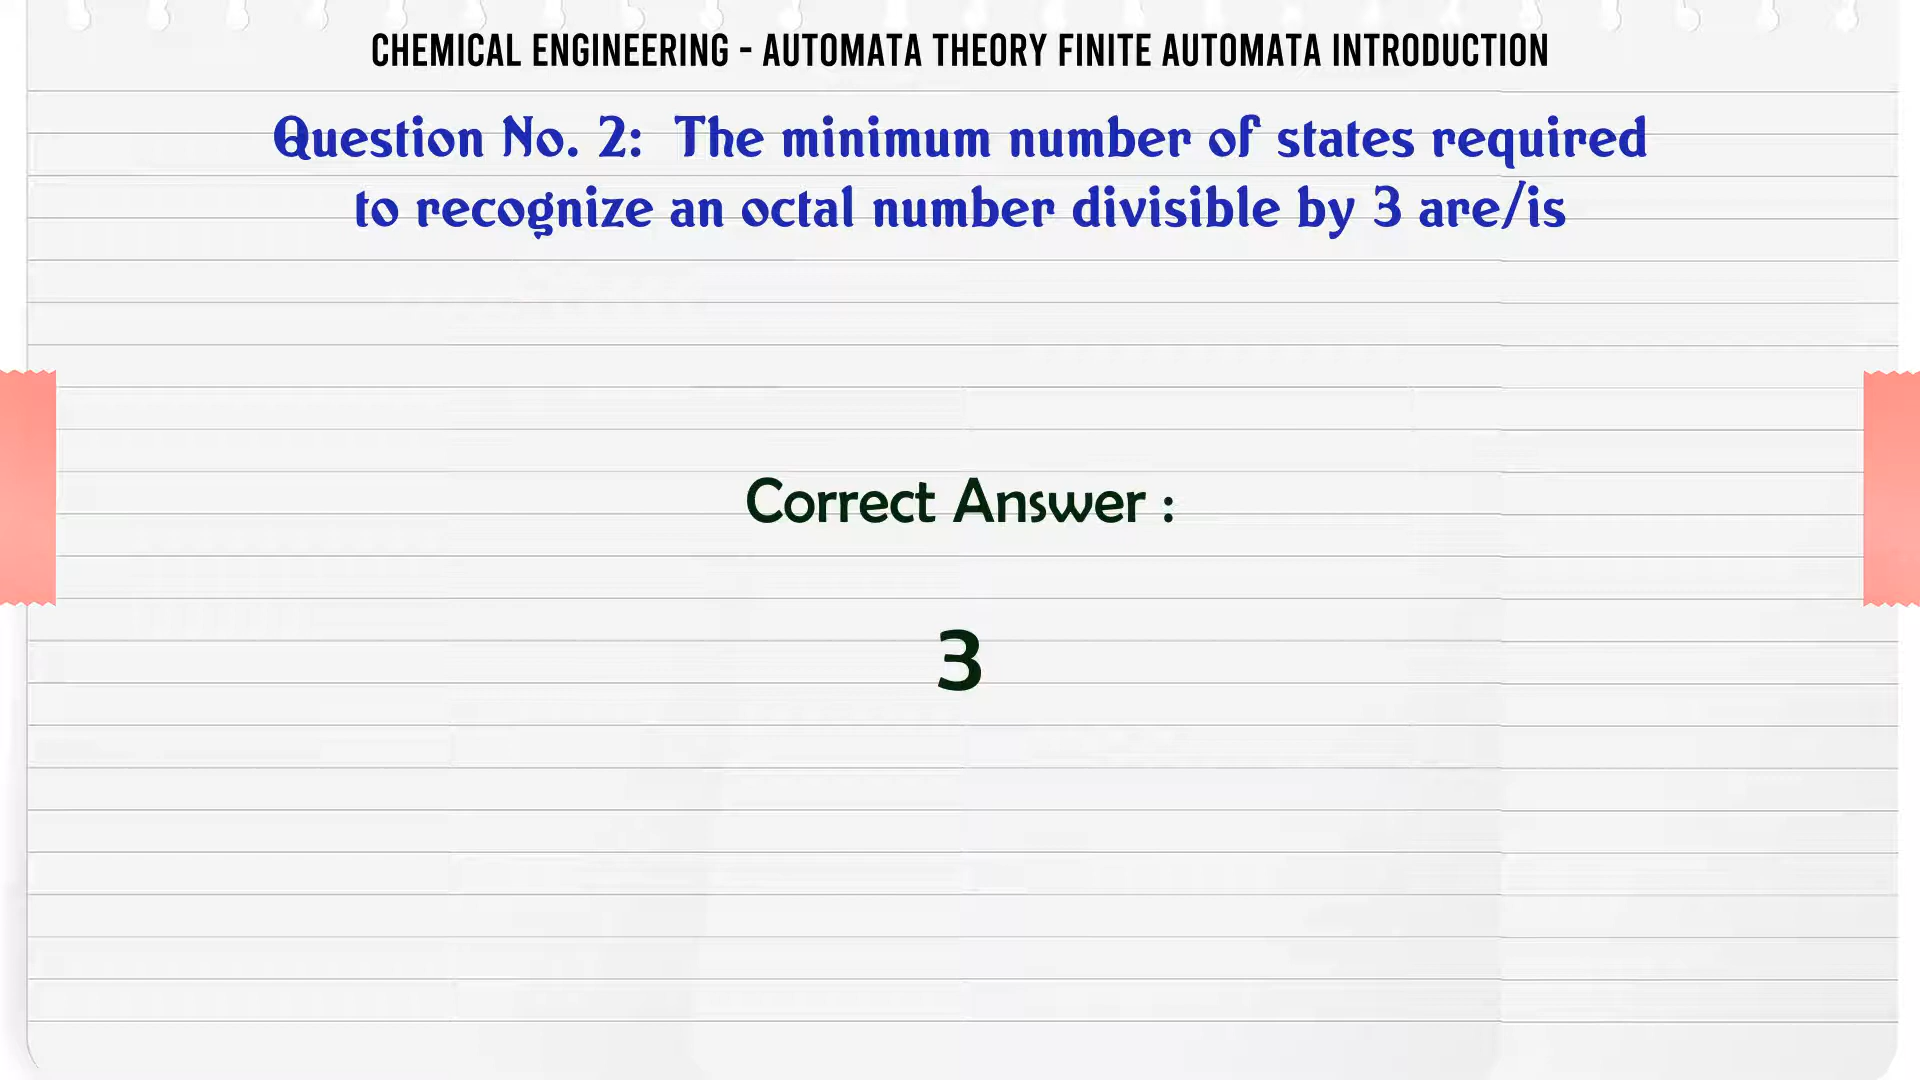 CHEMICAL ENGINEERING - AUTOMATA THEORY FINITE AUTOMATA INTRODUCTION
Question No. 2: The minimum number of states required
to recognize an octal number divisible by 3 are/is
Correct Answer :
3